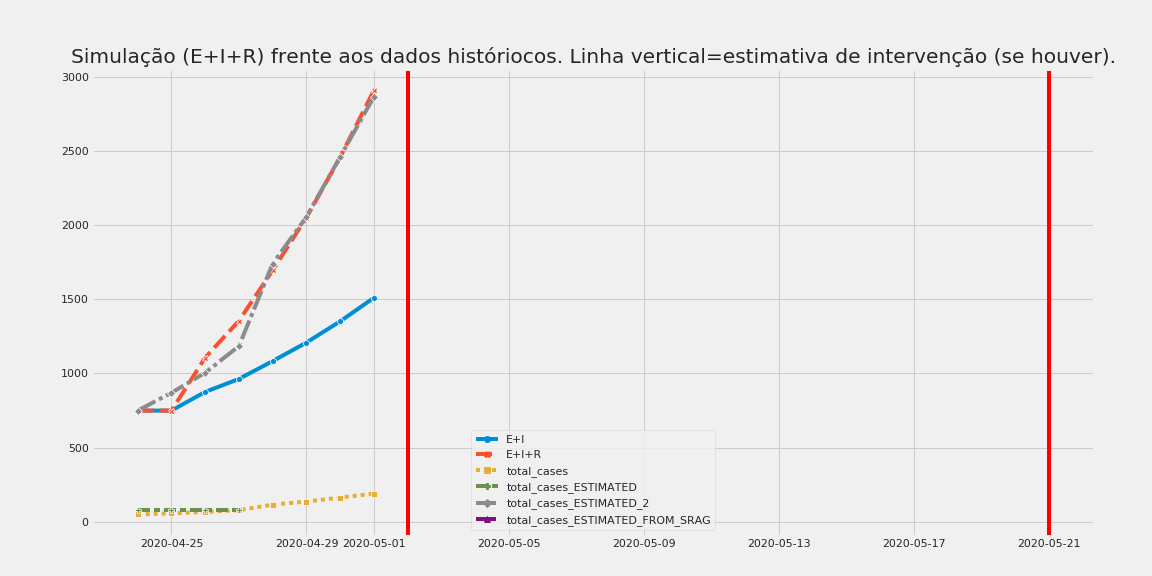 Simulação (E+I+R) frente aos dados históriocos. Linha vertical=estimativa de intervenção (se houver).
3000
2500
2000
1500
1000
500
0
E+I
E+I+R
total_cases
total_cases_ESTIMATED
total_cases_ESTIMATED_2
total_cases_ESTIMATED_FROM_SRAG
2020-04-25 2020-04-29 2020-05-01 2020-05-05 2020-05-09 2020-05-13 2020-05-17 2020-05-21